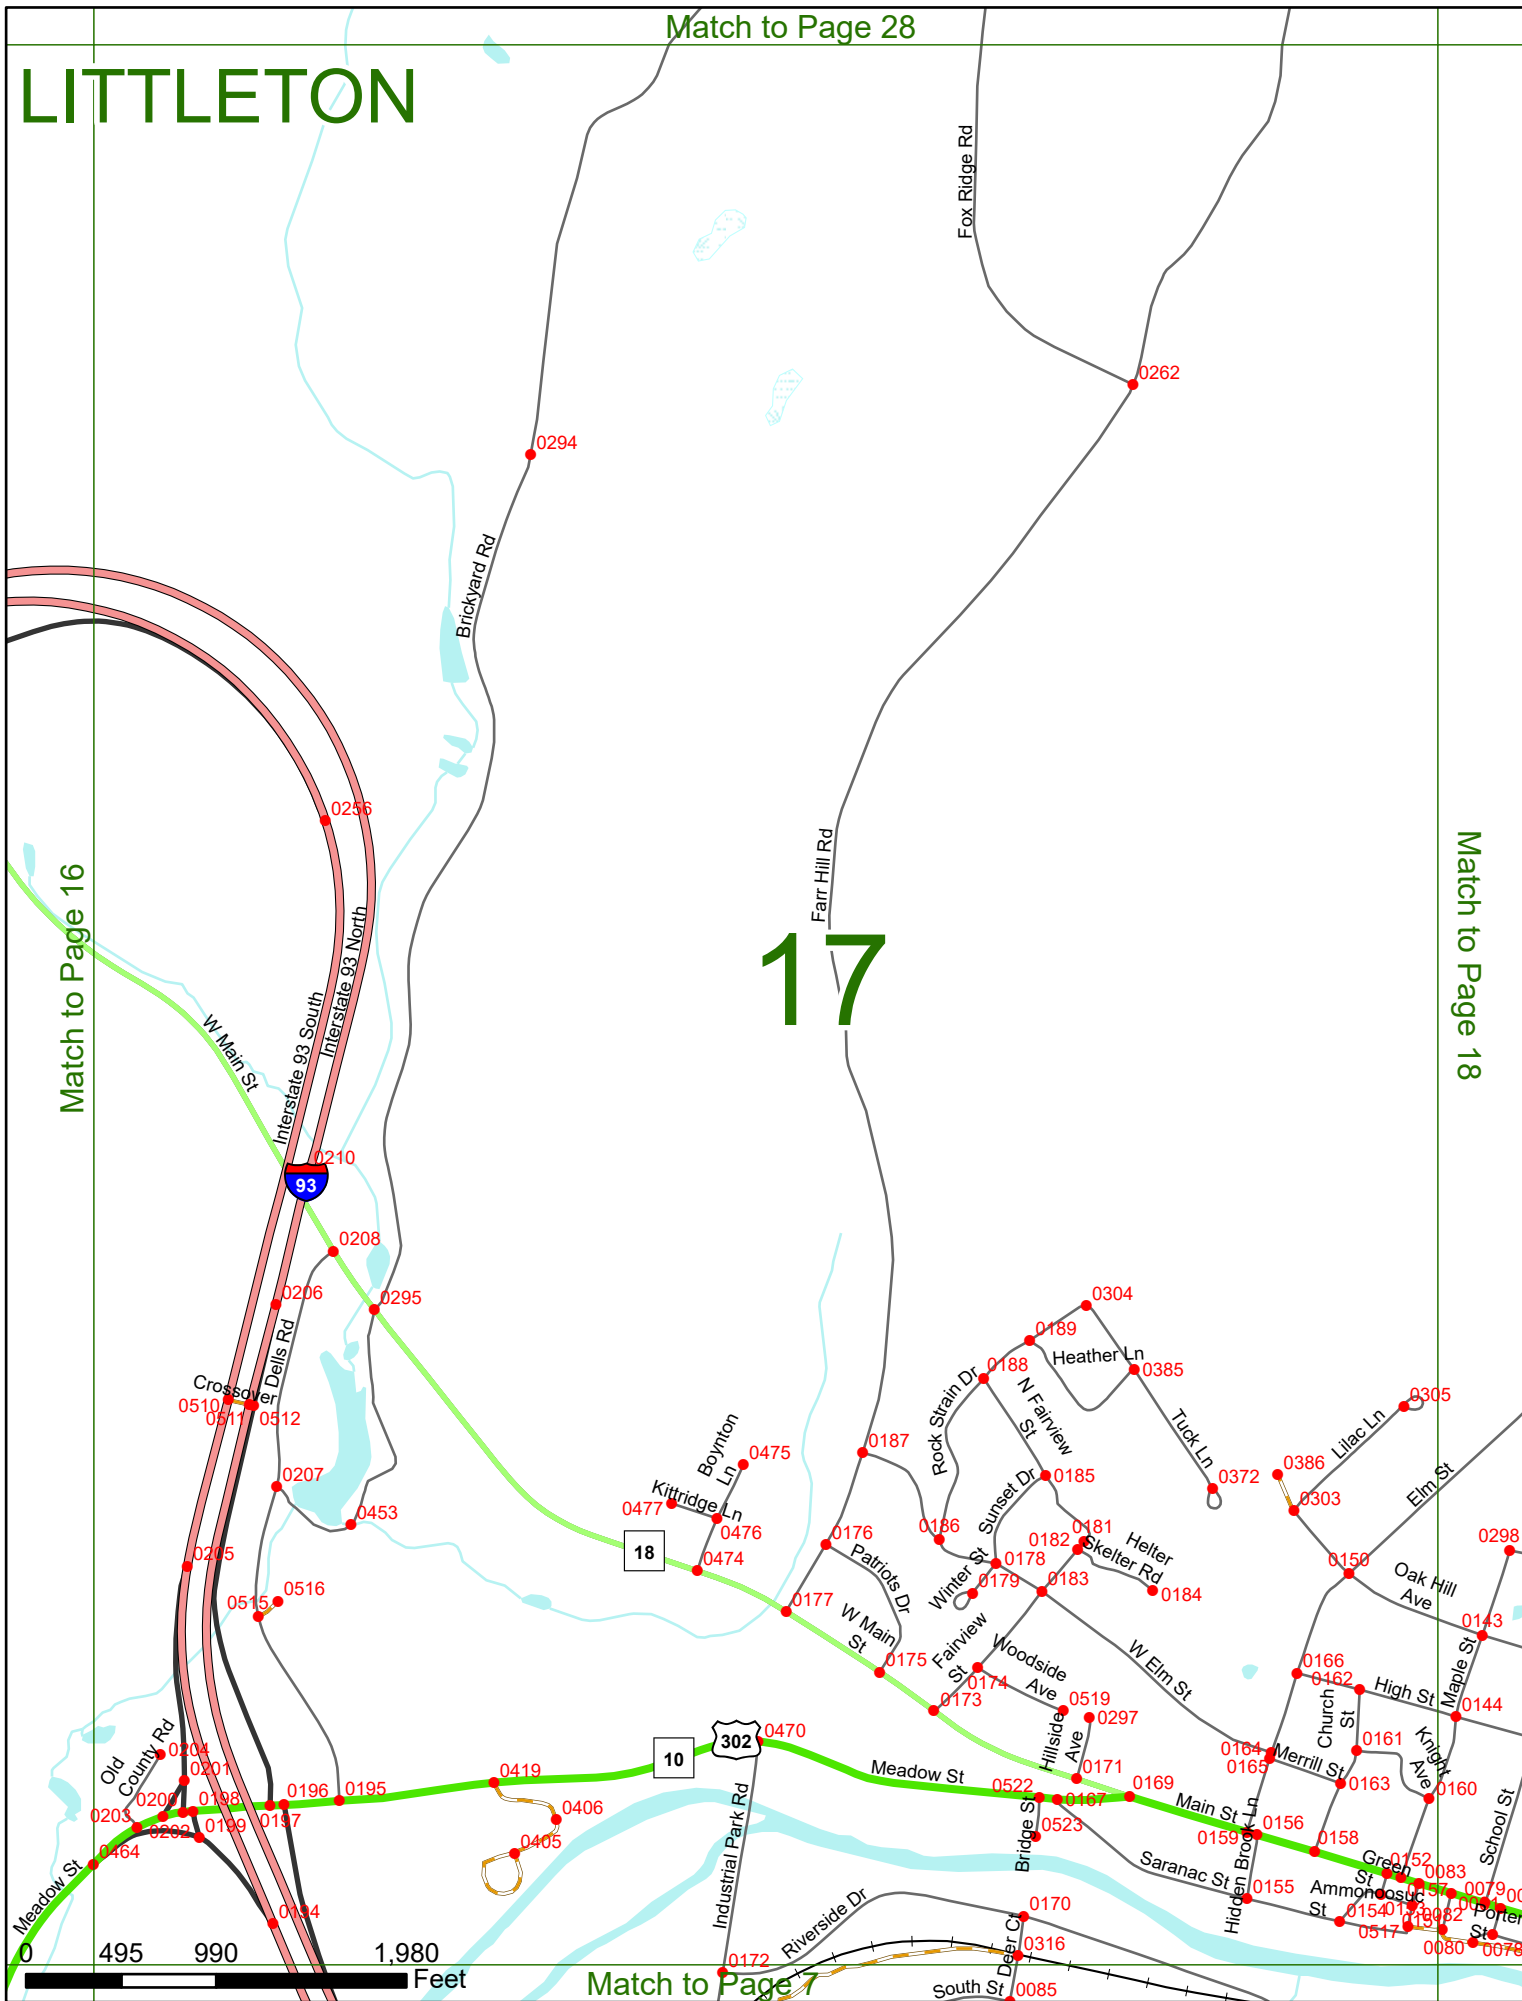 Match to Page 28
LITTLETON
Fox Ridge Rd
0262
0294
Brickyard Rd
0256
Farr Hill Rd
Match to Page 16
Match to Page 18
17
Interstate 93 North
Interstate 93 South
W Main St
0210
93
0208
0206
0295
Dells Rd
Crossover
0510
0511
0512
0207
0453
0205
0516
0515
0304
0189
Heather Ln
0188
0385
N Fairview
St
Rock Strain Dr
Tuck Ln
0305
Lilac Ln
0386
0303
0372
Elm St
Boynton
Ln
0475
Kittridge Ln
0477
0476
0474
18
0187
0185
Sunset Dr
0186
0176
Patriots Dr
0181
0182
Helter
Skelter Rd
0178
Winter St
0179
0183
0184
0177
W Main
St
0175
Fairview
St
Woodside
Ave
0174
0173
0519
0297
Hillside
Ave
W Elm St
0150
Oak Hill
Ave
0298
0143
Maple St
0166
0162
High St
0144
Church
St
0161
Knight
Ave
0164
0165
Merrill St
0163
0160
School St
Old
County Rd
0204
0201
0200
0198
0196
0195
0197
0203
0202
0199
0464
Meadow St
0194
0419
0406
0405
10
302
0470
Industrial Park Rd
Meadow St
0522
0167
0171
0169
0523
Bridge St
Main St
0159
0156
0158
Hidden Brook Ln
Saranac St
0155
Green
St
0152
0083
0157
0079
Ammonoosuc
St
0154
0153
0517
0082
0080
Porter
St
0078
Riverside Dr
0170
Deer Ct
0316
0172
South St
0085
0 495 990 1,980
Feet
Match to Page 7